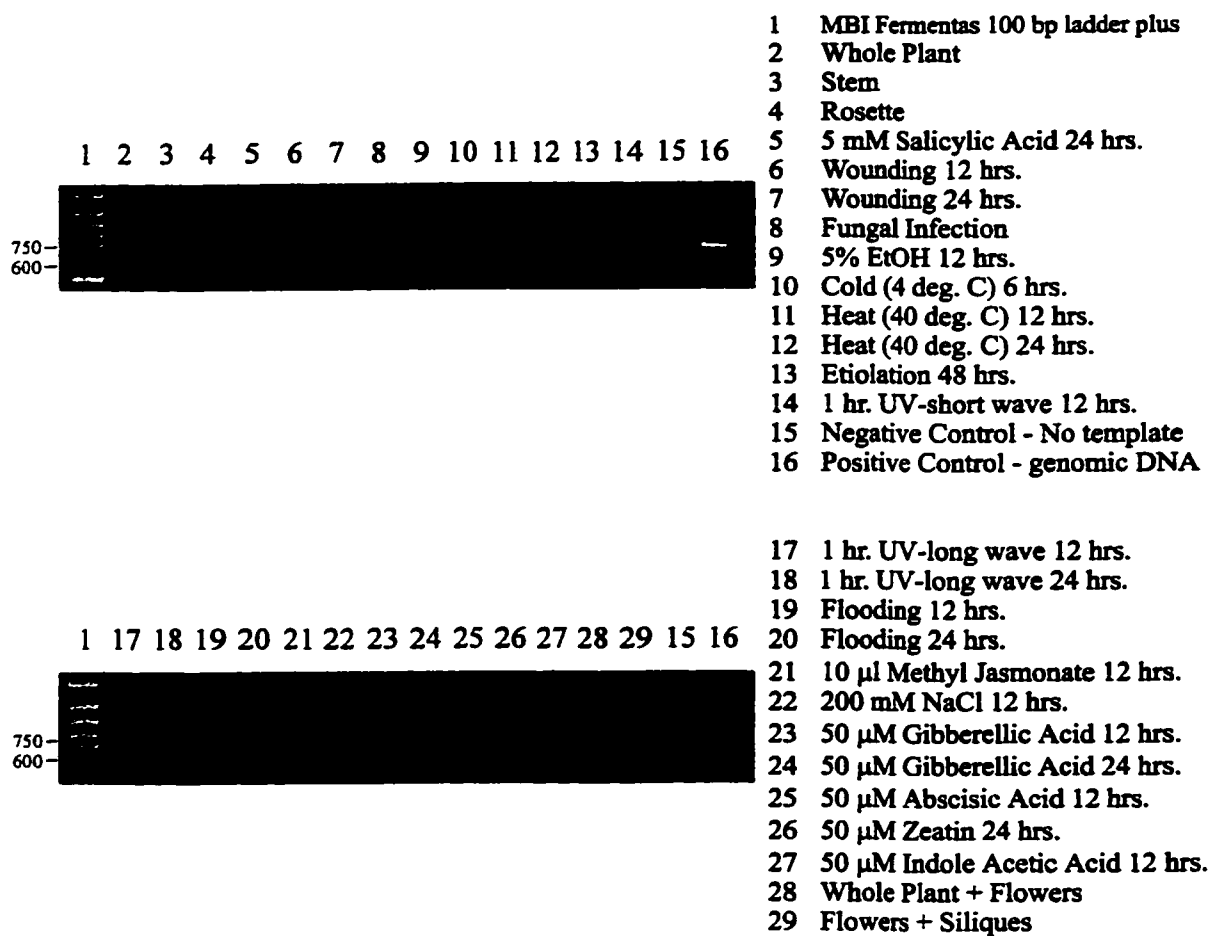 1 MBI Fermentas 100 bp ladder plus
2 Whole Plant
3 Stem
4 Rosette
5 5 mM Salicylic Acid 24 hrs.
6 Wounding 12 hrs.
7 Wounding 24 hrs.
8 Fungal Infection
9 5% EtOH 12 hrs.
10 Cold (4 deg. C) 6 hrs.
11 Heat (40 deg. C) 12 hrs.
12 Heat (40 deg. C) 24 hrs.
13 Etiolation 48 hrs.
14 1 hr. UV-short wave 12 hrs.
15 Negative Control - No template
16 Positive Control - genomic DNA
1 2 3 4 5 6 7 8 9 10 11 12 13 14 15 16
750
600
17 1 hr. UV-long wave 12 hrs.
18 1 hr. UV-long wave 24 hrs.
19 Flooding 12 hrs.
20 Flooding 24 hrs.
21 10 µl Methyl Jasmonate 12 hrs.
22 200 mM NaCl 12 hrs.
23 50 µM Gibberellic Acid 12 hrs.
24 50 µM Gibberellic Acid 24 hrs.
25 50 µM Abscisic Acid 12 hrs.
26 50 µM Zeatin 24 hrs.
27 50 µM Indole Acetic Acid 12 hrs.
28 Whole Plant + Flowers
29 Flowers + Siliques
1 17 18 19 20 21 22 23 24 25 26 27 28 29 15 16
750
600